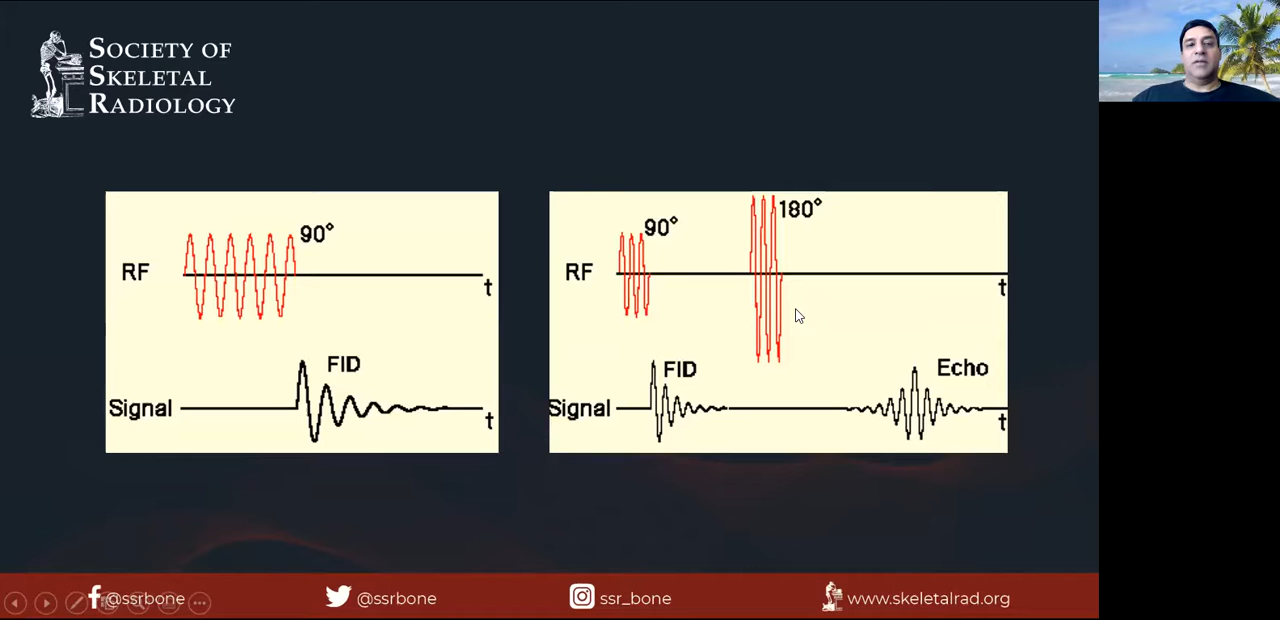 SOCIETY OF
SKELETAL
RADIOLOGY
90°
RF
t
FID
Signal
t
90°
180°
RF
t
FID
Echo
Signal
t
@ssrbone
@ssrbone
ssr_bone
www.skeletalrad.org